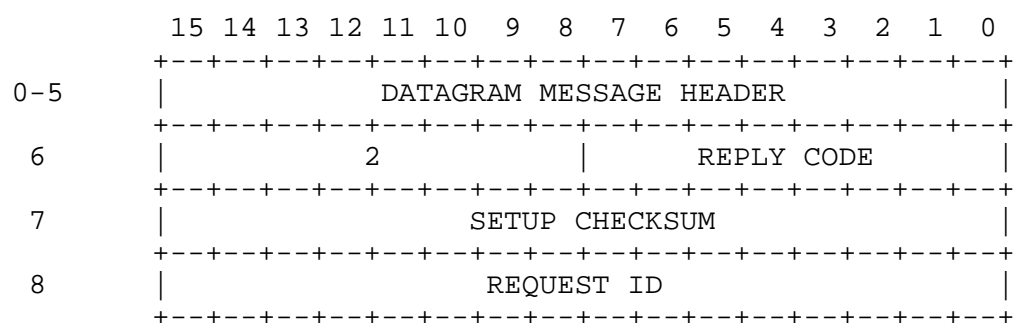 15 14 13 12 11 10 9 8 7 6 5 4 3 2 1 0
+--+--+--+--+--+--+--+--+--+--+--+--+--+--+--+--+
0-5 | DATAGRAM MESSAGE HEADER |
+--+--+--+--+--+--+--+--+--+--+--+--+--+--+--+--+
6 | 2 | REPLY CODE |
+--+--+--+--+--+--+--+--+--+--+--+--+--+--+--+--+
7 | SETUP CHECKSUM |
+--+--+--+--+--+--+--+--+--+--+--+--+--+--+--+--+
8 | REQUEST ID |
+--+--+--+--+--+--+--+--+--+--+--+--+--+--+--+--+